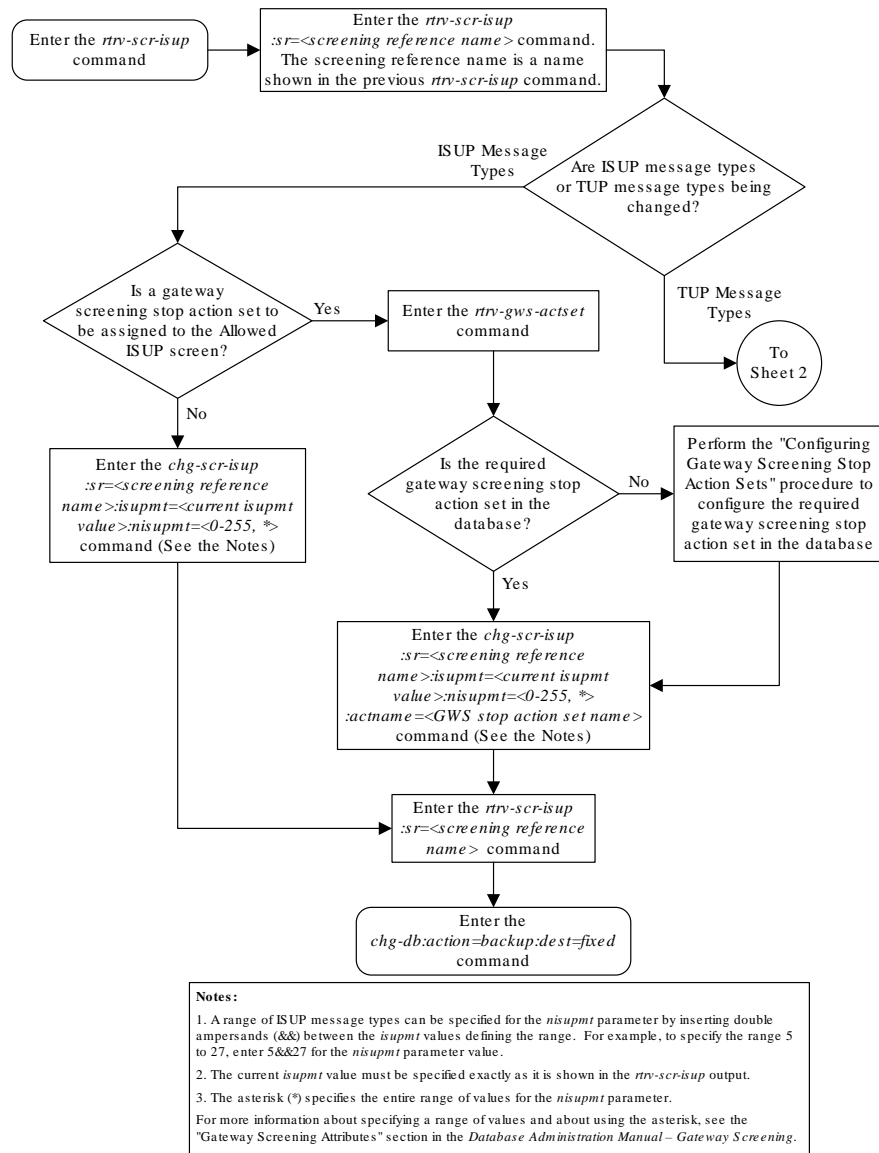 Enter the rtrv-scr-isup
command
Enter the rtrv-scr-isup
:sr=<screening reference name> command.
The screening reference name is a name
shown in the previous rtrv-scr-isup command.
Are ISUP message types
or TUP message types being
changed?
ISUP Message
Types
TUP Message
Types
To
Sheet 2
Is a gateway
screening stop action set to
be assigned to the Allowed
ISUP screen?
Yes
No
Enter the rtrv-gws-actset
command
Is the required
gateway screening stop
action set in the
database?
No
Yes
Perform the "Configuring
Gateway Screening Stop
Action Sets" procedure to
configure the required
gateway screening stop
action set in the database
Enter the chg-scr-isup
:sr=<screening reference
name>:isupmt=<current isupmt
value>:nisupmt=<0-255, *>
command (See the Notes)
Enter the chg-scr-isup
:sr=<screening reference
name>:isupmt=<current isupmt
value>:nisupmt=<0-255, *>
:actname=<GWS stop action set name>
command (See the Notes)
Enter the rtrv-scr-isup
:sr=<screening reference
name> command
Enter the
chg-db:action=backup:dest=fixed
command
Notes:
1. A range of ISUP message types can be specified for the nisupmt parameter by inserting double
ampersands (&&) between the isupmt values defining the range. For example, to specify the range 5
to 27, enter 5&&27 for the nisupmt parameter value.
2. The current isupmt value must be specified exactly as it is shown in the rtrv-scr-isup output.
3. The asterisk (*) specifies the entire range of values for the nisupmt parameter.
For more information about specifying a range of values and about using the asterisk, see the
"Gateway Screening Attributes" section in the Database Administration Manual – Gateway Screening.